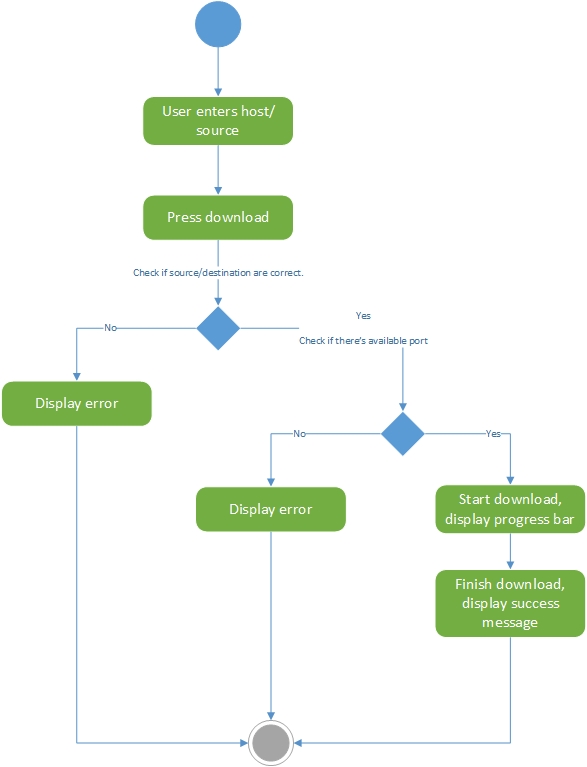 User enters host/
source
Press download
Check if source/destination are correct.
No
Yes
Check if there's available port
Display error
No
Yes
Display error
Start download,
display progress bar
Finish download,
display success
message